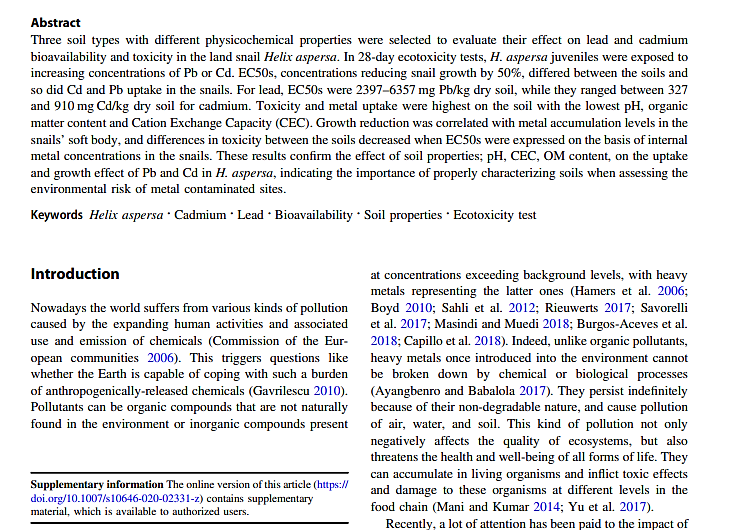 Abstract
Three soil types with different physicochemical properties were selected to evaluate their effect on lead and cadmium
bioavailability and toxicity in the land snail Helix aspersa. In 28-day ecotoxicity tests, H. aspersa juveniles were exposed to
increasing concentrations of Pb or Cd. EC50s, concentrations reducing snail growth by 50%, differed between the soils and
so did Cd and Pb uptake in the snails. For lead, EC50s were 2397–6357 mg Pb/kg dry soil, while they ranged between 327
and 910 mg Cd/kg dry soil for cadmium. Toxicity and metal uptake were highest on the soil with the lowest pH, organic
matter content and Cation Exchange Capacity (CEC). Growth reduction was correlated with metal accumulation levels in the
snails' soft body, and differences in toxicity between the soils decreased when EC50s were expressed on the basis of internal
metal concentrations in the snails. These results confirm the effect of soil properties; pH, CEC, OM content, on the uptake
and growth effect of Pb and Cd in H. aspersa, indicating the importance of properly characterizing soils when assessing the
environmental risk of metal contaminated sites.
Keywords Helix aspersa · Cadmium · Lead · Bioavailability · Soil properties · Ecotoxicity test
Introduction
Nowadays the world suffers from various kinds of pollution
caused by the expanding human activities and associated
use and emission of chemicals (Commission of the Eur-
opean communities 2006). This triggers questions like
whether the Earth is capable of coping with such a burden
of anthropogenically-released chemicals (Gavrilescu 2010).
Pollutants can be organic compounds that are not naturally
found in the environment or inorganic compounds present
Supplementary information The online version of this article (https://
doi.org/10.1007/s10646-020-02331-z) contains supplementary
material, which is available to authorized users.
at concentrations exceeding background levels, with heavy
metals representing the latter ones (Hamers et al. 2006;
Boyd 2010; Sahli et al. 2012; Rieuwerts 2017; Savorelli
et al. 2017; Masindi and Muedi 2018; Burgos-Aceves et al.
2018; Capillo et al. 2018). Indeed, unlike organic pollutants,
heavy metals once introduced into the environment cannot
be broken down by chemical or biological processes
(Ayangbenro and Babalola 2017). They persist indefinitely
because of their non-degradable nature, and cause pollution
of air, water, and soil. This kind of pollution not only
negatively affects the quality of ecosystems, but also
threatens the health and well-being of all forms of life. They
can accumulate in living organisms and inflict toxic effects
and damage to these organisms at different levels in the
food chain (Mani and Kumar 2014; Yu et al. 2017).
Recently, a lot of attention has been paid to the impact of